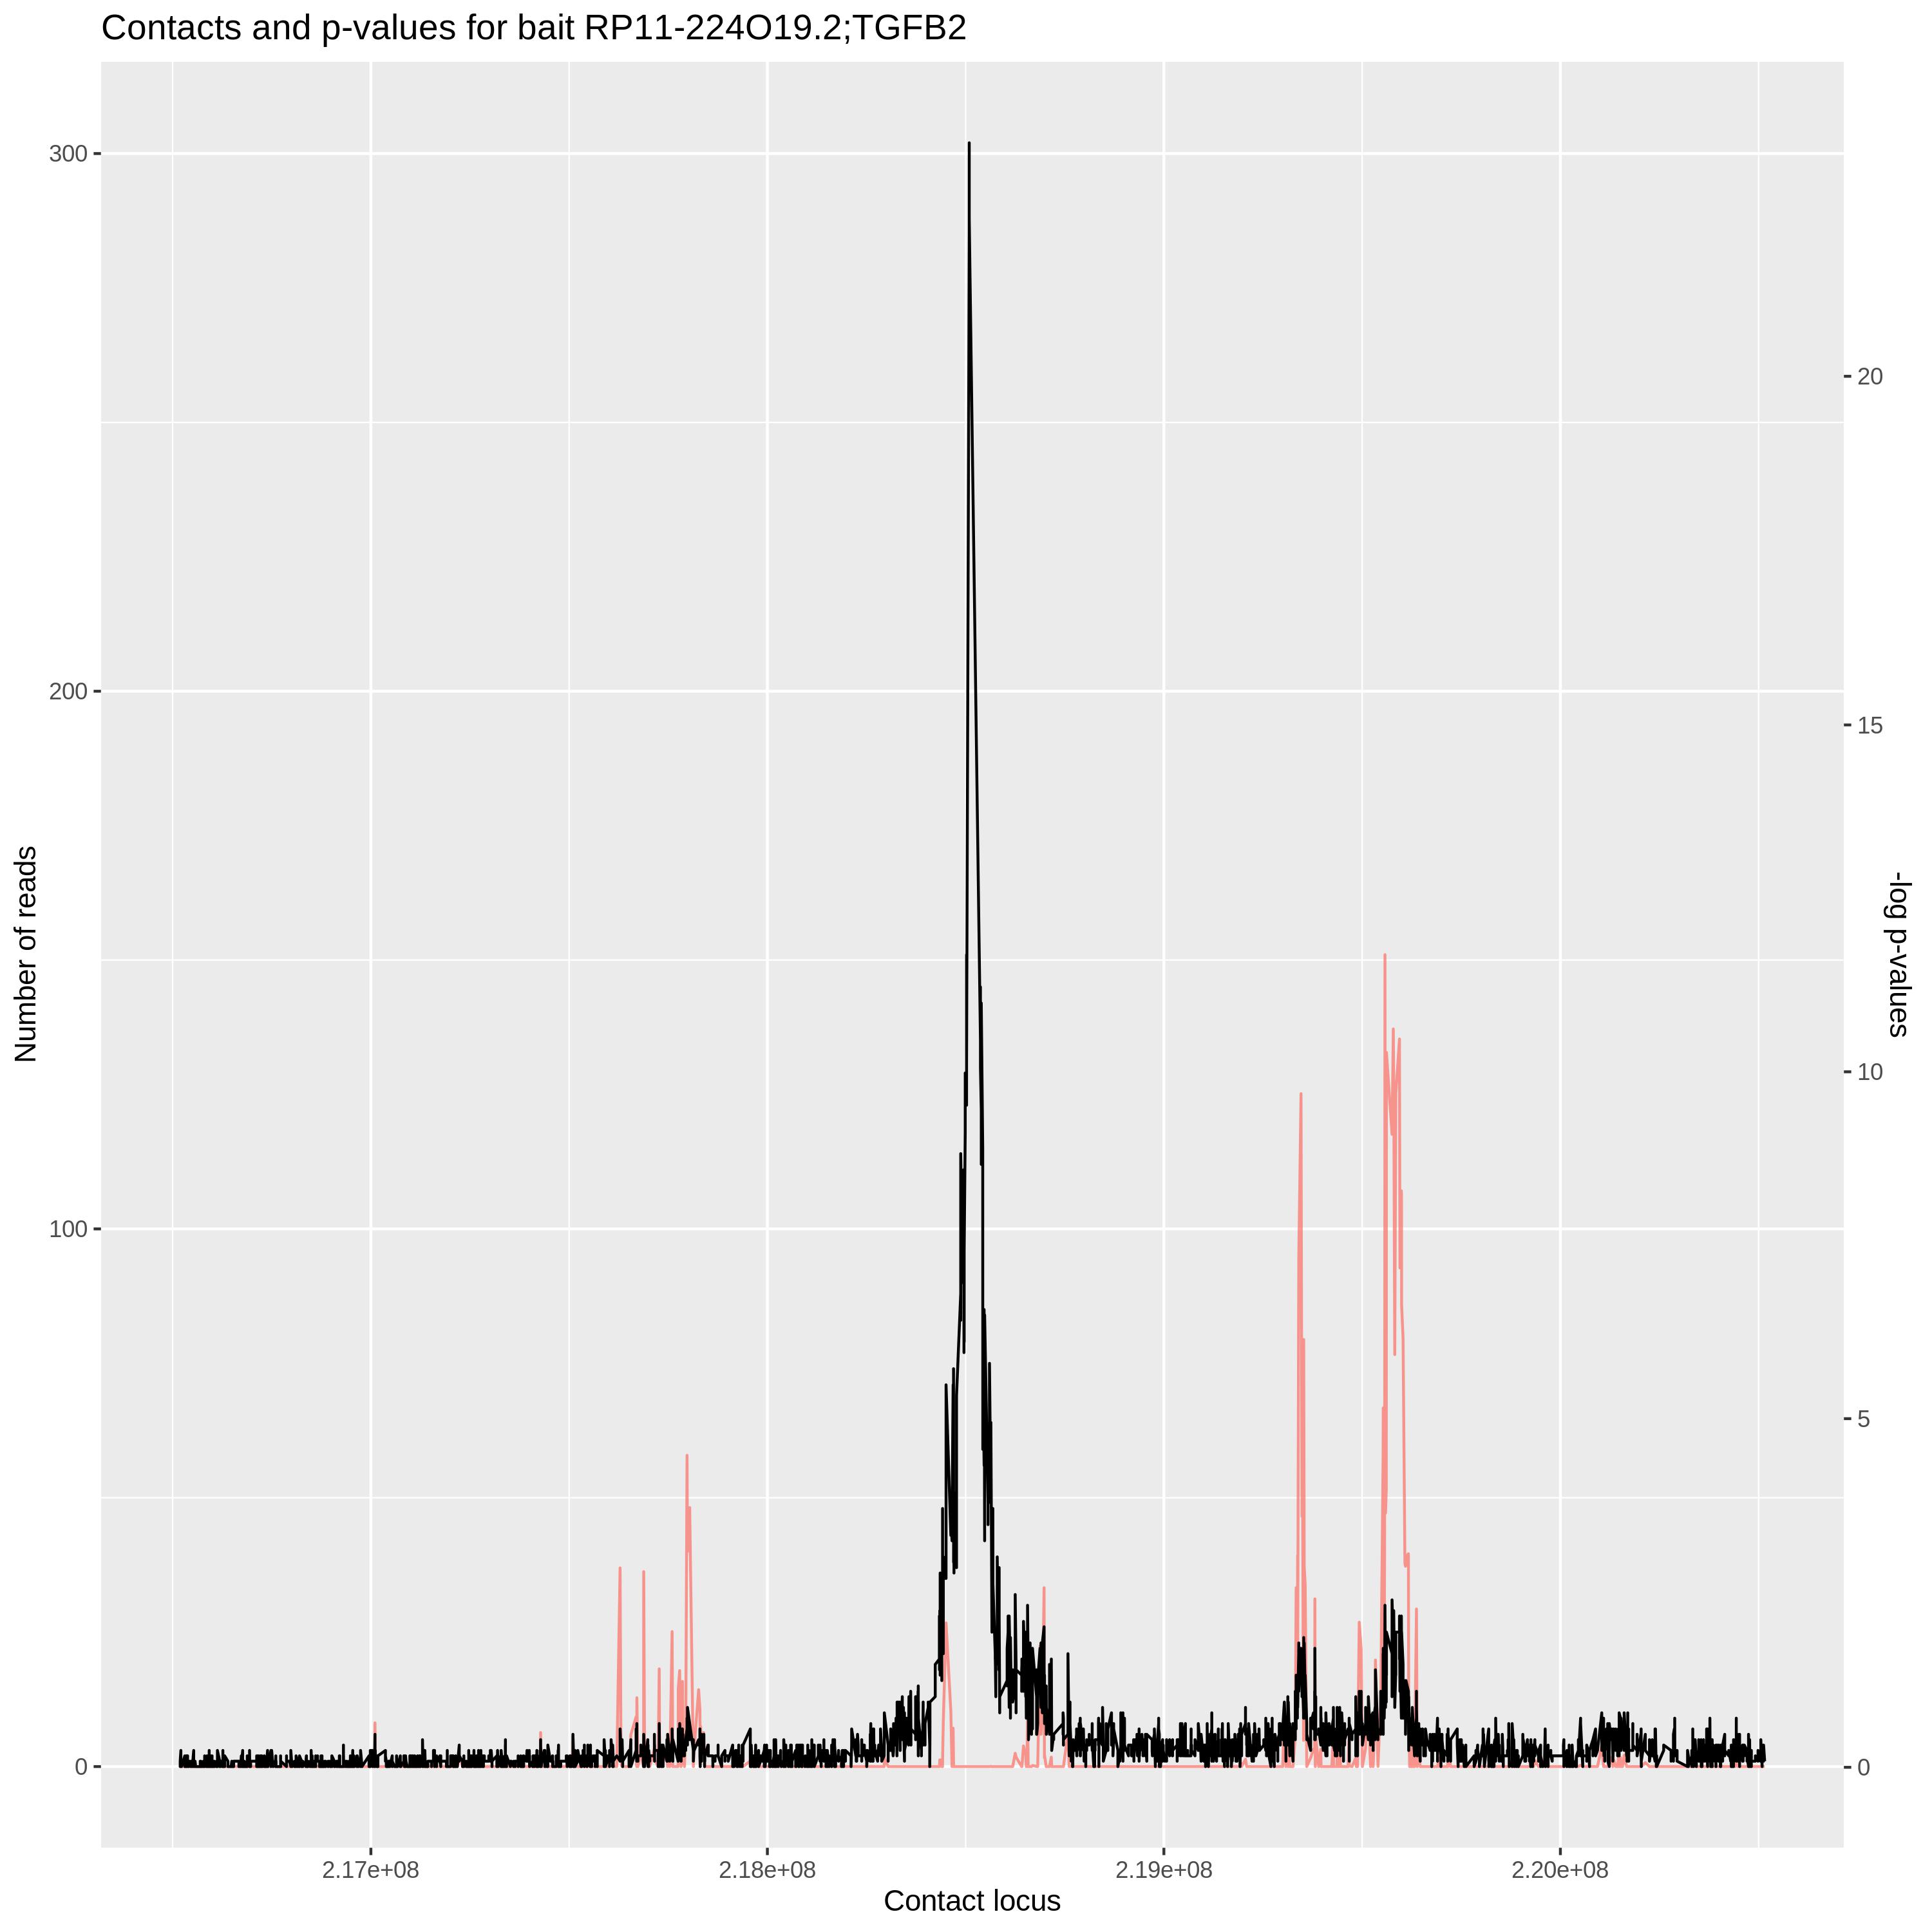 Contacts and p-values for bait RP11-224O19.2;TGFB2
Number of reads
300
200
100
0
20
15
10
5
0
-log p-values
2.17e+08
2.18e+08
2.19e+08
2.20e+08
Contact locus